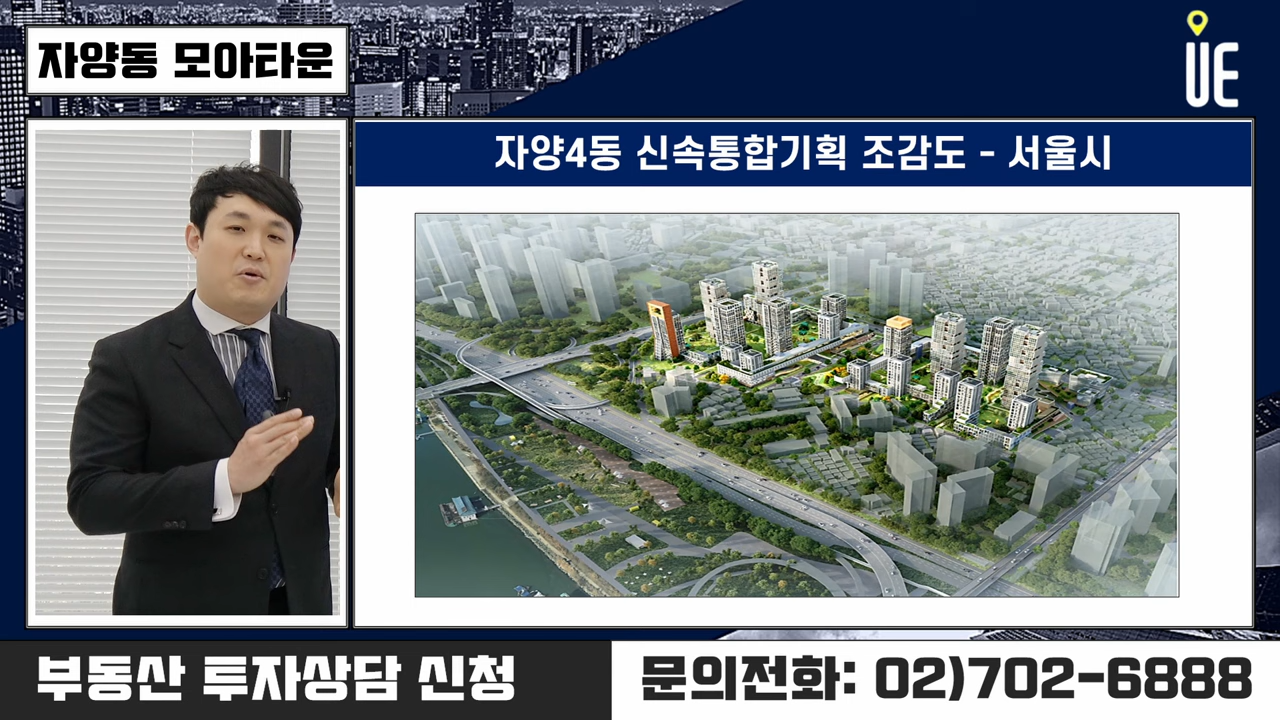 자양동 모아타운
UE
자양4동 신속통합기획 조감도 - 서울시
부동산 투자상담 신청
문의전화: 02)702-6888